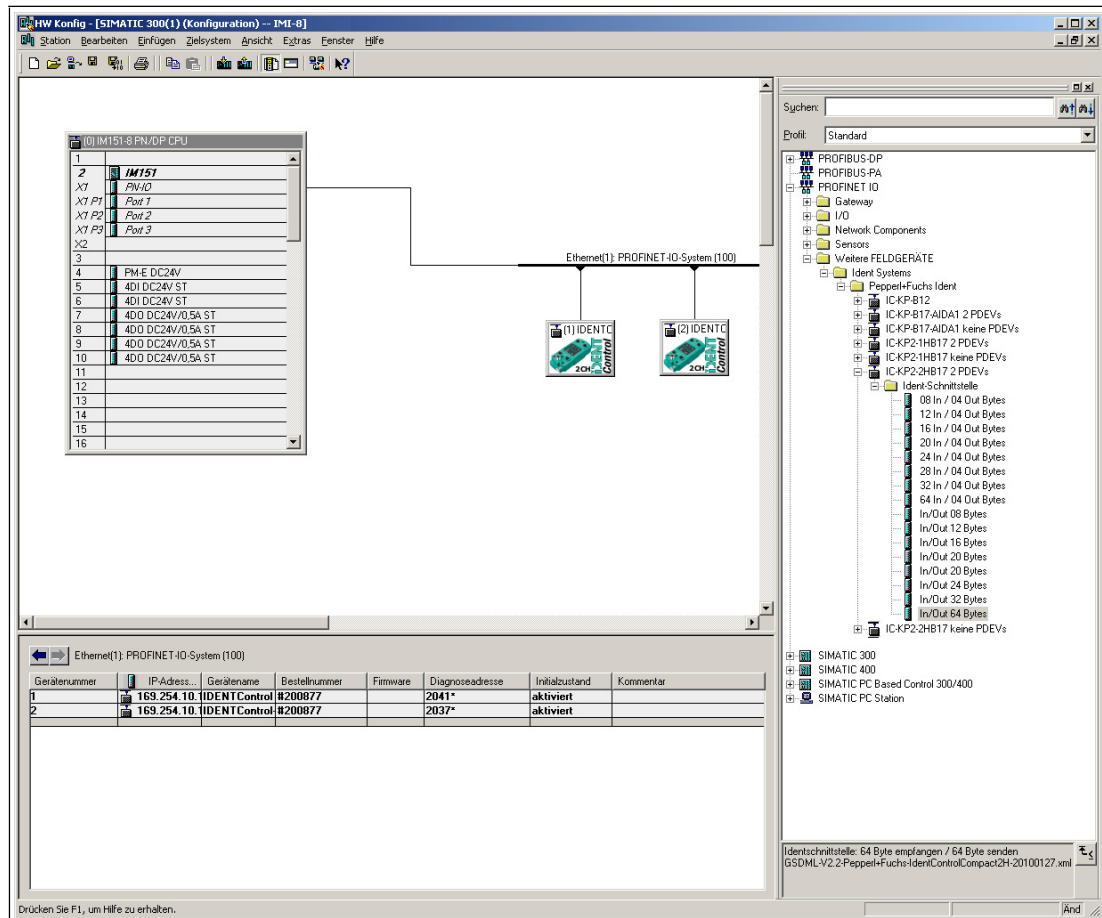 HW Konfig - [SIMATIC 300(1) (Konfiguration) -- IMI-8]
Station Bearbeiten Einfügen Zielsystem Ansicht Extras Fenster Hilfe
(0) IM151-8 PN/DP CPU
1
2 IM151
X1 PN-IO
X1 P1 Port 1
X1 P2 Port 2
X1 P3 Port 3
X2
3
4 PM-E DC24V
5 4DI DC24V ST
6 4DI DC24V ST
7 4DO DC24V/0,5A ST
8 4DO DC24V/0,5A ST
9 4DO DC24V/0,5A ST
10 4DO DC24V/0,5A ST
11
12
13
14
15
16
Ethernet(1): PROFINET-IO-System (100)
(1) IDENTC
2CH
IDENT
Control
(2) IDENTC
2CH
IDENT
Control
Suchen:
Profil: Standard
PROFIBUS-DP
PROFIBUS-PA
PROFINET IO
Gateway
I/O
Network Components
Sensors
Weitere FELDGERÄTE
Ident Systems
Pepperl+Fuchs Ident
IC-KP-B12
IC-KP-B17-AIDA1 2 PDEVs
IC-KP-B17-AIDA1 keine PDEVs
IC-KP2-1HB17 2 PDEVs
IC-KP2-1HB17 keine PDEVs
IC-KP2-2HB17 2 PDEVs
Ident-Schnittstelle
08 In / 04 Out Bytes
12 In / 04 Out Bytes
16 In / 04 Out Bytes
20 In / 04 Out Bytes
24 In / 04 Out Bytes
28 In / 04 Out Bytes
32 In / 04 Out Bytes
64 In / 04 Out Bytes
In/Out 08 Bytes
In/Out 12 Bytes
In/Out 16 Bytes
In/Out 20 Bytes
In/Out 20 Bytes
In/Out 24 Bytes
In/Out 32 Bytes
In/Out 64 Bytes
IC-KP2-2HB17 keine PDEVs
SIMATIC 300
SIMATIC 400
SIMATIC PC Based Control 300/400
SIMATIC PC Station
Identschnittstelle: 64 Byte empfangen / 64 Byte senden
GSDML-V2.2-Pepperl+Fuchs-IdentControlCompact2H-20100127.xml
Ethernet(1): PROFINET-IO-System (100)
Gerätenummer IP-Adress... Gerätename Bestellnummer Firmware Diagnoseadresse Initialzustand Kommentar
1 169.254.10.1 IDENTControl #200877 2041* aktiviert
2 169.254.10.1 IDENTControl- #200877 2037* aktiviert
Drücken Sie F1, um Hilfe zu erhalten.
Änd